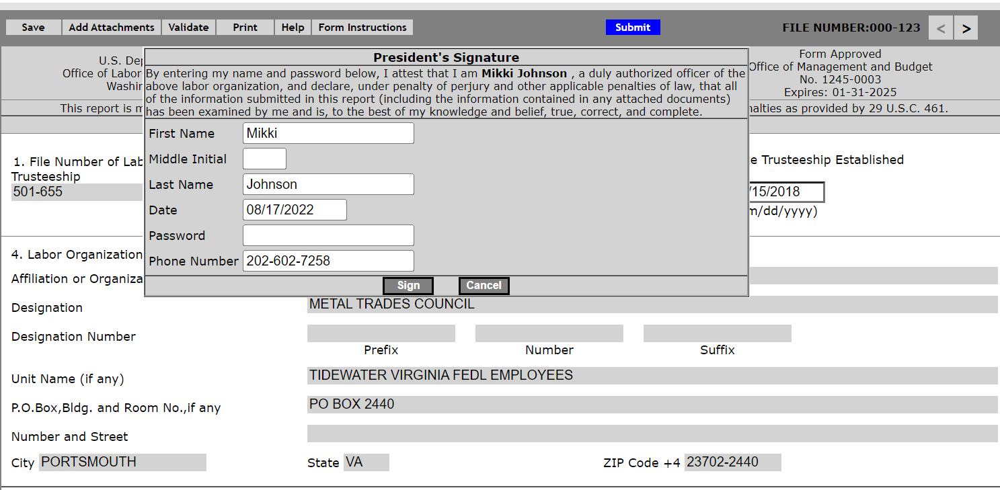 Save Add Attachments Validate Print Help Form Instructions Submit FILE NUMBER:000-123 < >
U.S.
Office of Labor
This report is
President's Signature
By entering my name and password below, I attest that I am Mikki Johnson , a duly authorized officer of the
above labor organization, and declare, under penalty of perjury and other applicable penalties of law, that all
of the information submitted in this report (including the information contained in any attached documents)
has been examined by me and is, to the best of my knowledge and belief, true, correct, and complete.
First Name Mikki
Middle Initial
Last Name Johnson
Date 08/17/2022
Password
Phone Number 202-602-7258
Sign Cancel
Form Approved
Office of Management and Budget
No. 1245-0003
Expires: 01-31-2025
as provided by 29 U.S.C. 461.
1. File Number of
Trusteeship
501-655
Trusteeship Established
/15/2018
/dd/yyyy)
4. Labor Organization
Affiliation or
Designation METAL TRADES COUNCIL
Designation Number
Prefix Number Suffix
Unit Name (if any) TIDEWATER VIRGINIA FEDL EMPLOYEES
P.O.Box,Bldg. and Room No.,if any PO BOX 2440
Number and Street
City PORTSMOUTH State VA ZIP Code +4 23702-2440